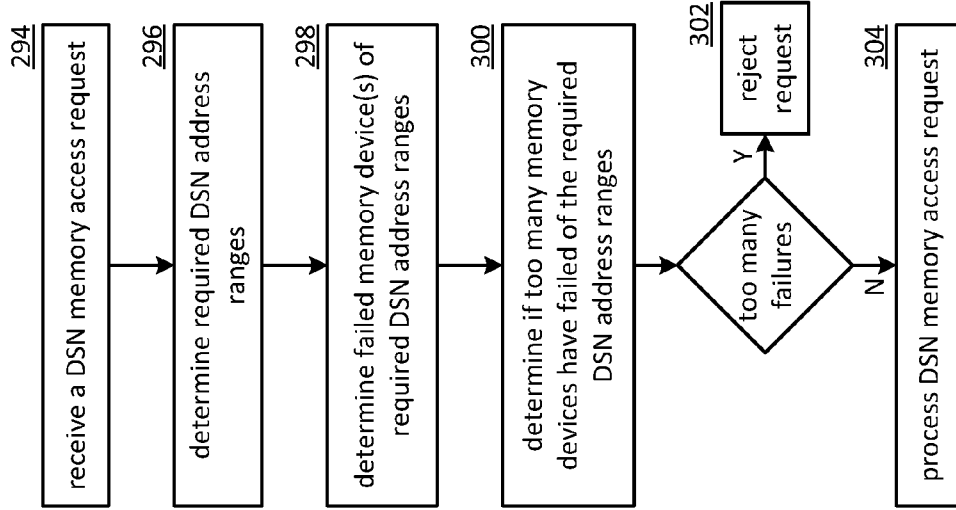 294
receive a DSN memory access request
296
determine required DSN address
ranges
298
determine failed memory device(s) of
required DSN address ranges
300
determine if too many memory
devices have failed of the required
DSN address ranges
too many
failures
Y
302
reject
request
N
304
process DSN memory access request